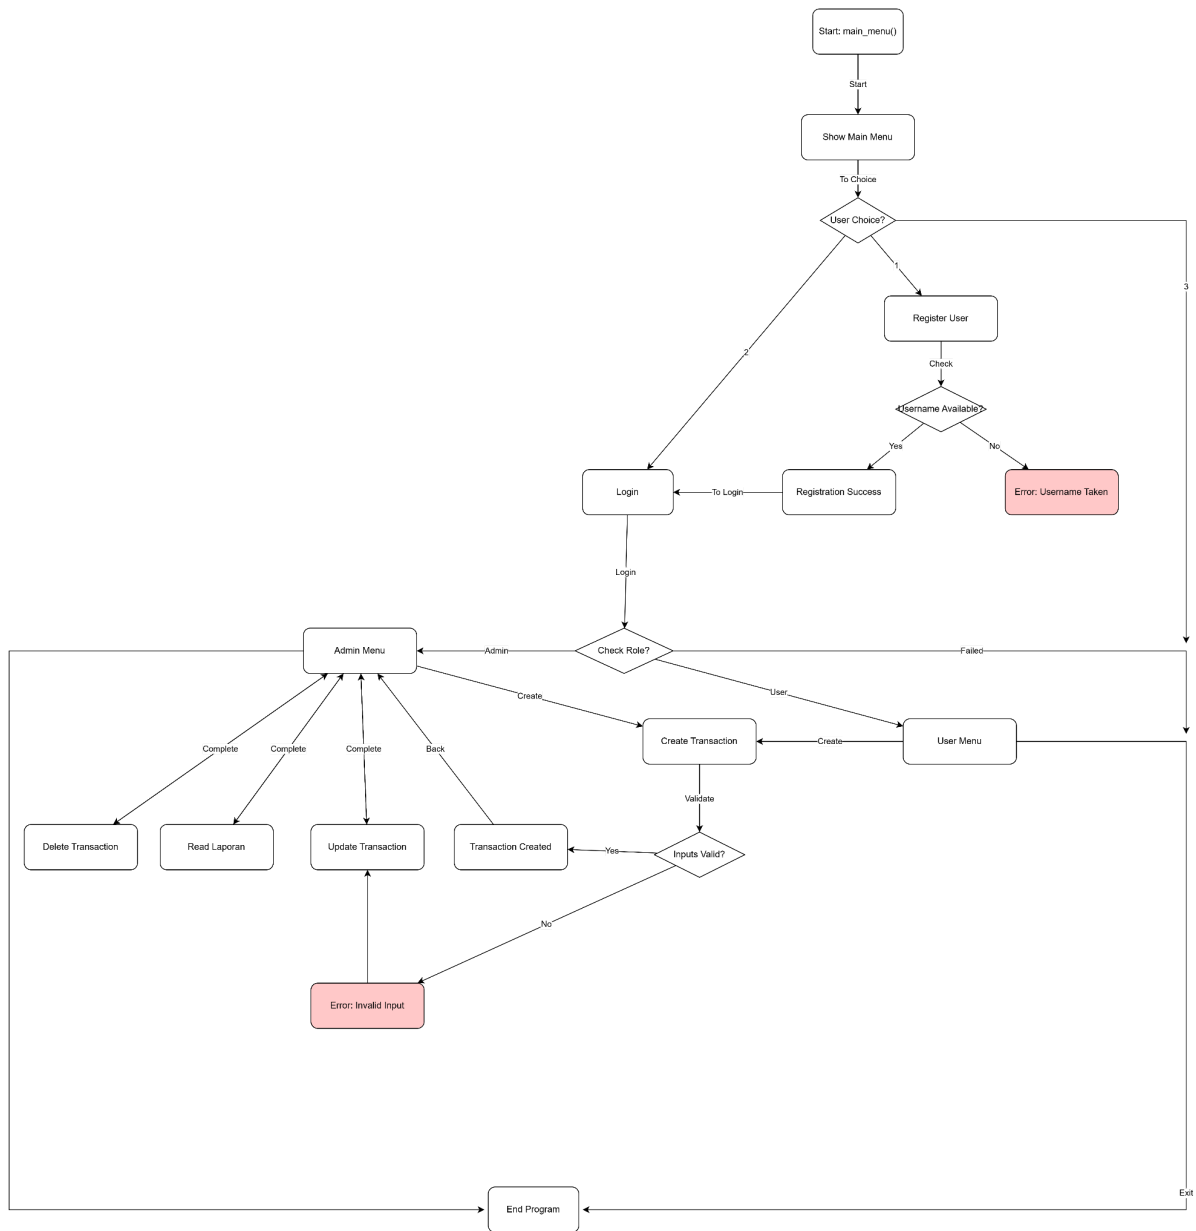 Start: main_menu()
Start
Show Main Menu
To Choice
User Choice?
1
3
Register User
2
Check
Username Available?
Yes
No
Login
To Login
Registration Success
Error: Username Taken
Login
Admin Menu
Admin
Check Role?
Failed
Create
User
Create Transaction
Create
User Menu
Complete
Complete
Complete
Back
Validate
Delete Transaction
Read Laporan
Update Transaction
Transaction Created
Yes
Inputs Valid?
No
Error: Invalid Input
Exit
End Program